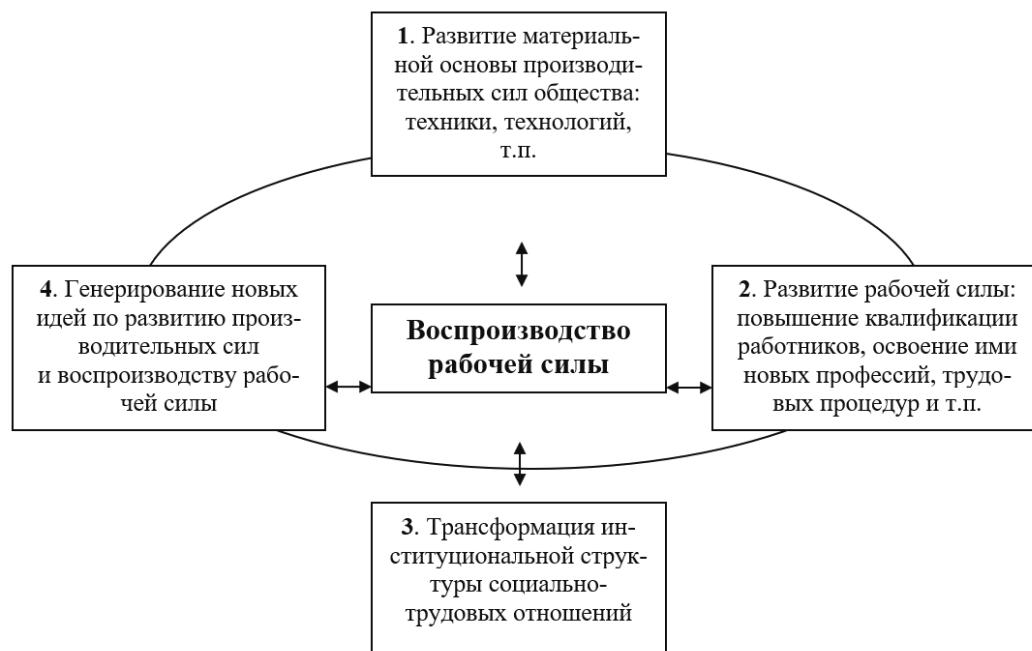 1. Развитие материаль-
ной основы производи-
тельных сил общества:
техники, технологий,
т.п.
4. Генерирование новых
идей по развитию произ-
водительных сил
и воспроизводству рабо-
чей силы
Воспроизводство
рабочей силы
2. Развитие рабочей силы:
повышение квалификации
работников, освоение ими
новых профессий, трудо-
вых процедур и т.п.
3. Трансформация ин-
ституциональной струк-
туры социально-
трудовых отношений